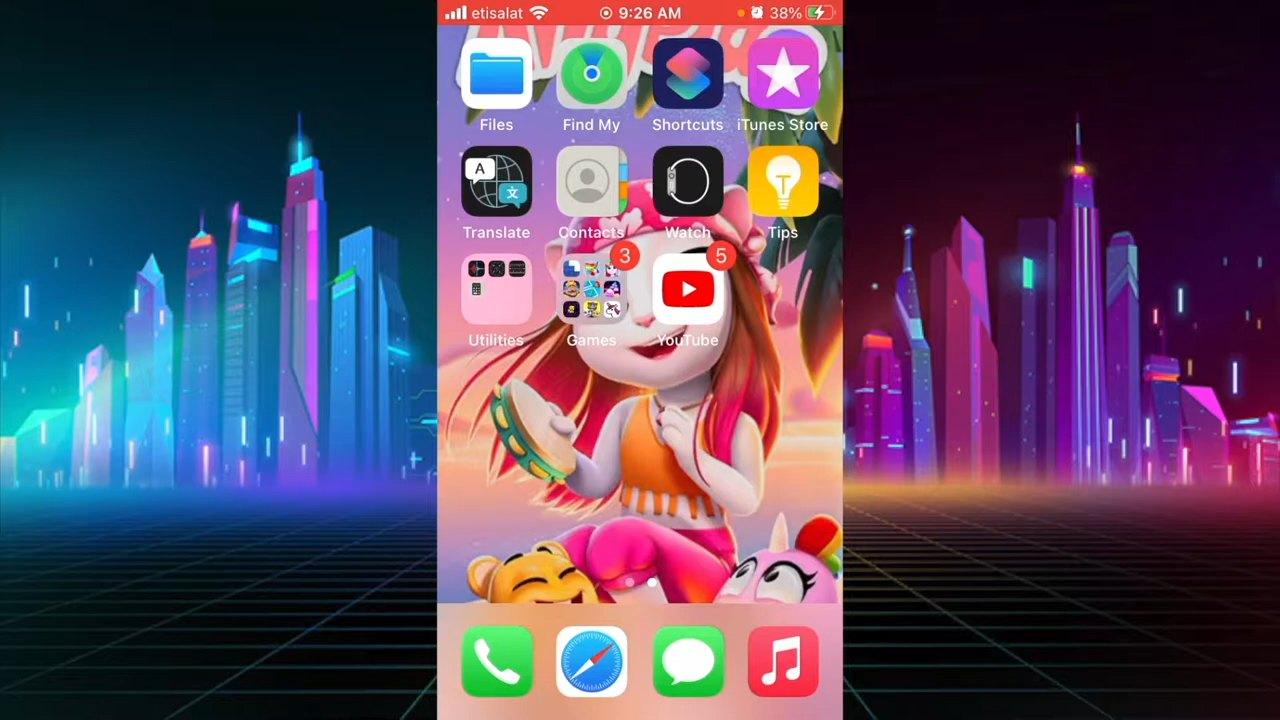 etisalat 9:26 AM 38%
Files Find My Shortcuts iTunes Store
A 文
Translate Contacts Watch Tips
3 5
Utilities Games YouTube